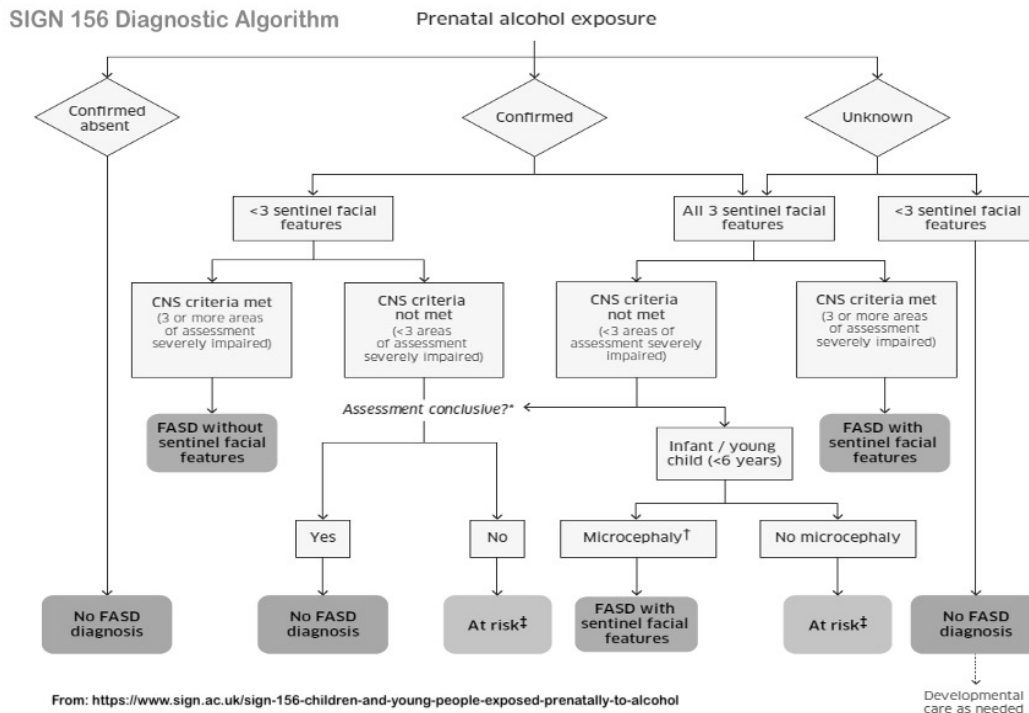 SIGN 156 Diagnostic Algorithm
Prenatal alcohol exposure
Confirmed
absent
Confirmed
Unknown
<3 sentinel facial
features
All 3 sentinel facial
features
<3 sentinel facial
features
CNS criteria met
(3 or more areas
of assessment
severely impaired)
CNS criteria
not met
(<3 areas
of assessment
severely impaired)
CNS criteria
not met
(<3 areas of
assessment severely
impaired)
CNS criteria met
(3 or more areas
of assessment
severely impaired)
FASD without
sentinel facial
features
Assessment conclusive?*
FASD with
sentinel facial
features
Infant / young
child (<6 years)
Yes
No
Microcephaly†
No microcephaly
No FASD
diagnosis
No FASD
diagnosis
At risk‡
FASD with
sentinel facial
features
At risk‡
No FASD
diagnosis
From: https://www.sign.ac.uk/sign-156-children-and-young-people-exposed-prenatally-to-alcohol
Developmental
care as needed